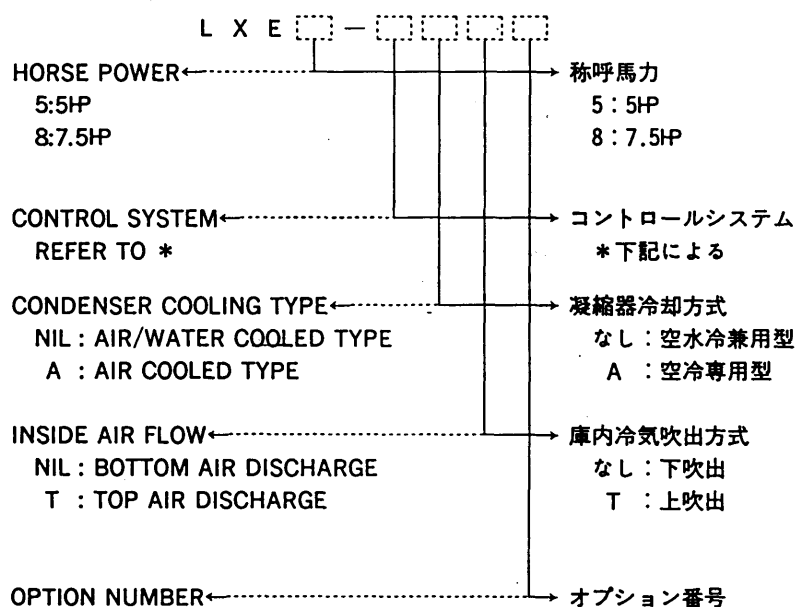 L X E - 
HORSE POWER 称呼馬力
5:5HP 5:5HP
8:7.5HP 8:7.5HP
CONTROL SYSTEM コントロールシステム
REFER TO * *下記による
CONDENSER COOLING TYPE 凝縮器冷却方式
NIL : AIR/WATER COOLED TYPE なし:空水冷兼用型
A : AIR COOLED TYPE A :空冷専用型
INSIDE AIR FLOW 庫内冷気吹出方式
NIL : BOTTOM AIR DISCHARGE なし:下吹出
T : TOP AIR DISCHARGE T :上吹出
OPTION NUMBER オプション番号